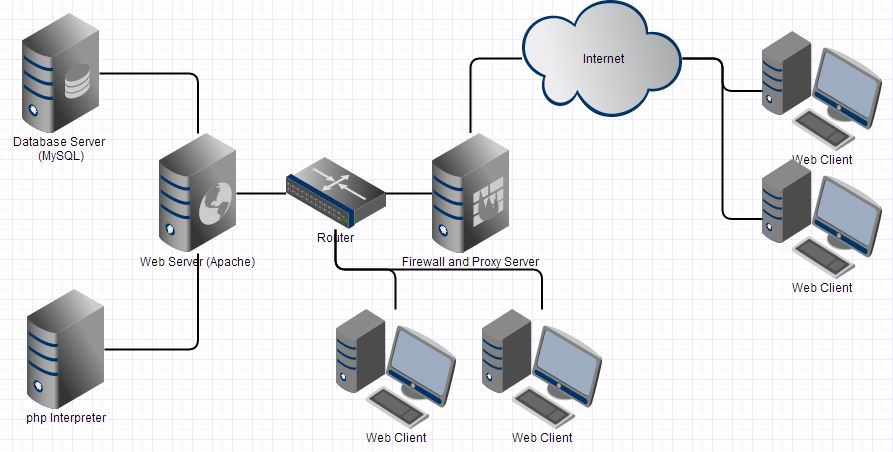 Internet
Database Server
(MySQL)
Web Client
Router
Web Server (Apache)
Firewall and Proxy Server
Web Client
php Interpreter
Web Client
Web Client